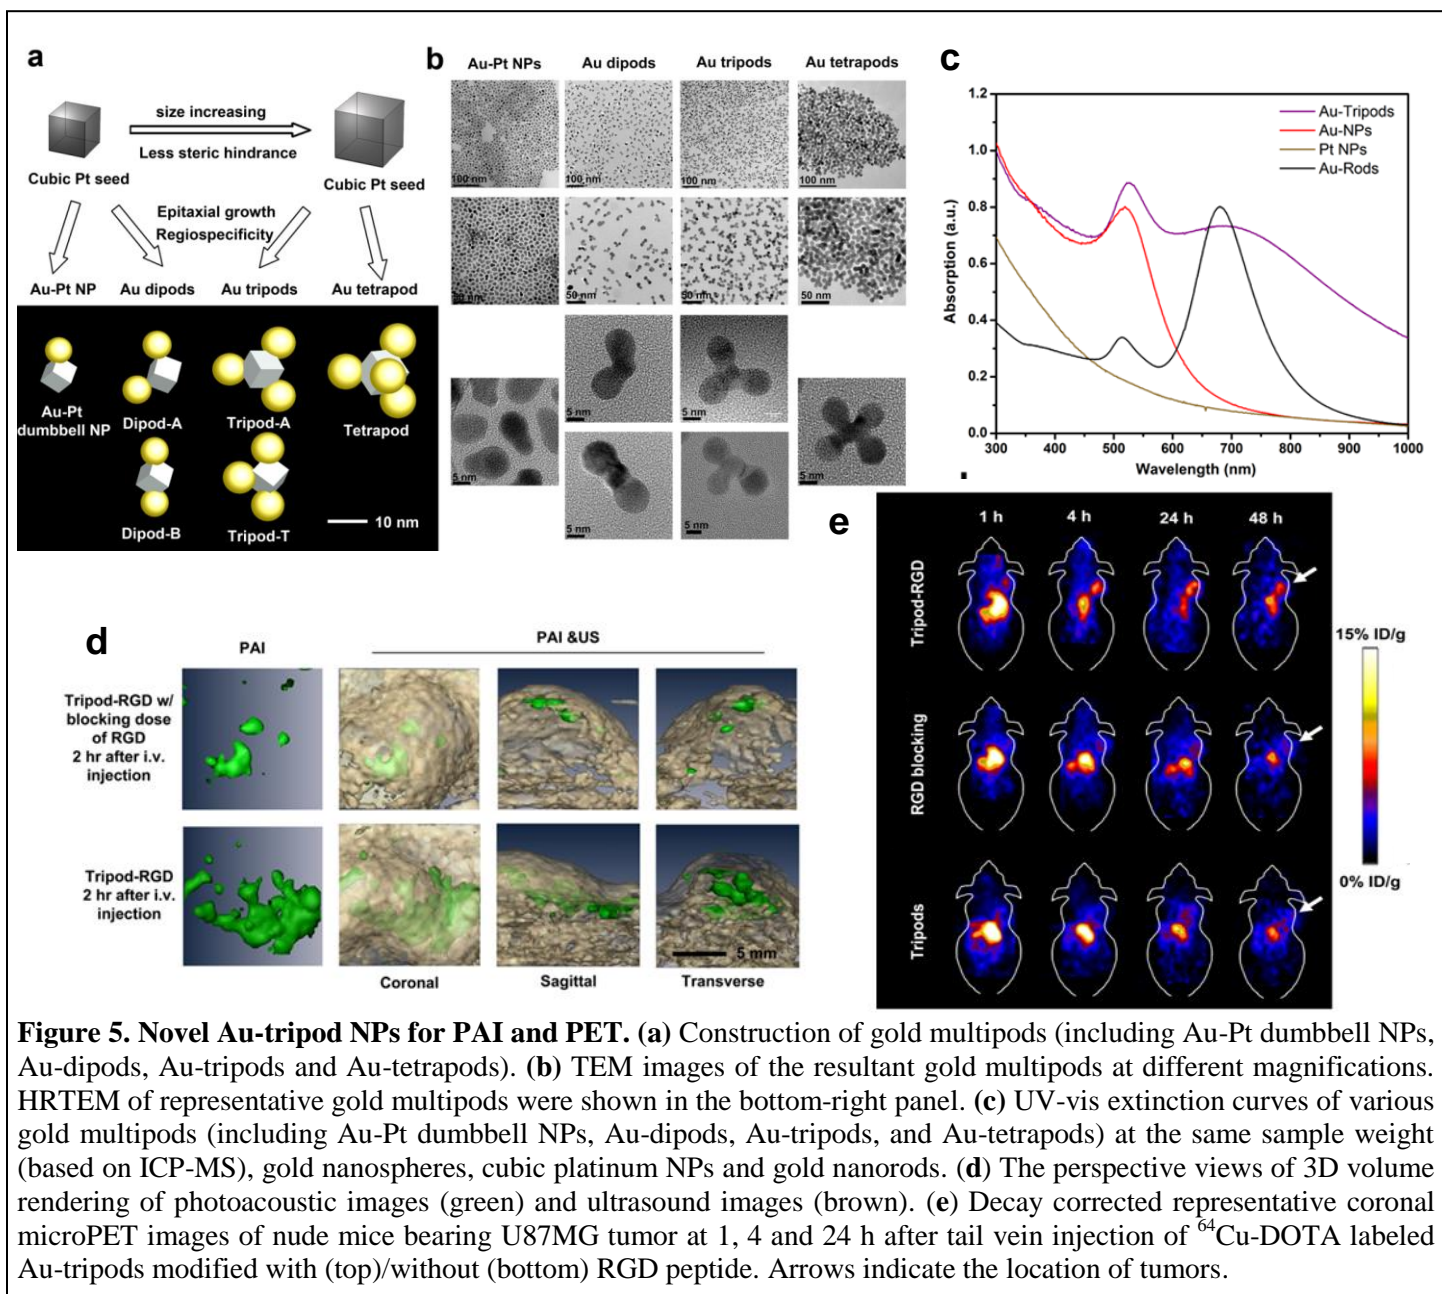 a
size increasing
Less steric hindrance
Cubic Pt seed
Cubic Pt seed
Epitaxial growth
Regiospecificity
Au-Pt NP
Au dipods
Au tripods
Au tetrapod
Au-Pt
dumbbell NP
Dipod-A
Tripod-A
Tetrapod
Dipod-B
Tripod-T
10 nm
b
Au-Pt NPs
Au dipods
Au tripods
Au tetrapods
100 nm
100 nm
100 nm
100 nm
50 nm
50 nm
50 nm
5 nm
5 nm
5 nm
5 nm
5 nm
5 nm
c
Au-Tripods
Au-NPs
Pt NPs
Au-Rods
1.2
1.0
0.8
0.6
0.4
0.2
0.0
Absorption (a.u.)
300 400 500 600 700 800 900 1000
Wavelength (nm)
d
PAI
PAI &US
Tripod-RGD w/
blocking dose
of RGD
2 hr after i.v.
injection
Tripod-RGD
2 hr after i.v.
injection
5 mm
Coronal
Sagittal
Transverse
e
1 h
4 h
24 h
48 h
Tripod-RGD
RGD blocking
Tripods
15% ID/g
0% ID/g
Figure 5. Novel Au-tripod NPs for PAI and PET. (a) Construction of gold multipods (including Au-Pt dumbbell NPs,
Au-dipods, Au-tripods and Au-tetrapods). (b) TEM images of the resultant gold multipods at different magnifications.
HRTEM of representative gold multipods were shown in the bottom-right panel. (c) UV-vis extinction curves of various
gold multipods (including Au-Pt dumbbell NPs, Au-dipods, Au-tripods, and Au-tetrapods) at the same sample weight
(based on ICP-MS), gold nanospheres, cubic platinum NPs and gold nanorods. (d) The perspective views of 3D volume
rendering of photoacoustic images (green) and ultrasound images (brown). (e) Decay corrected representative coronal
microPET images of nude mice bearing U87MG tumor at 1, 4 and 24 h after tail vein injection of ⁶⁴Cu-DOTA labeled
Au-tripods modified with (top)/without (bottom) RGD peptide. Arrows indicate the location of tumors.